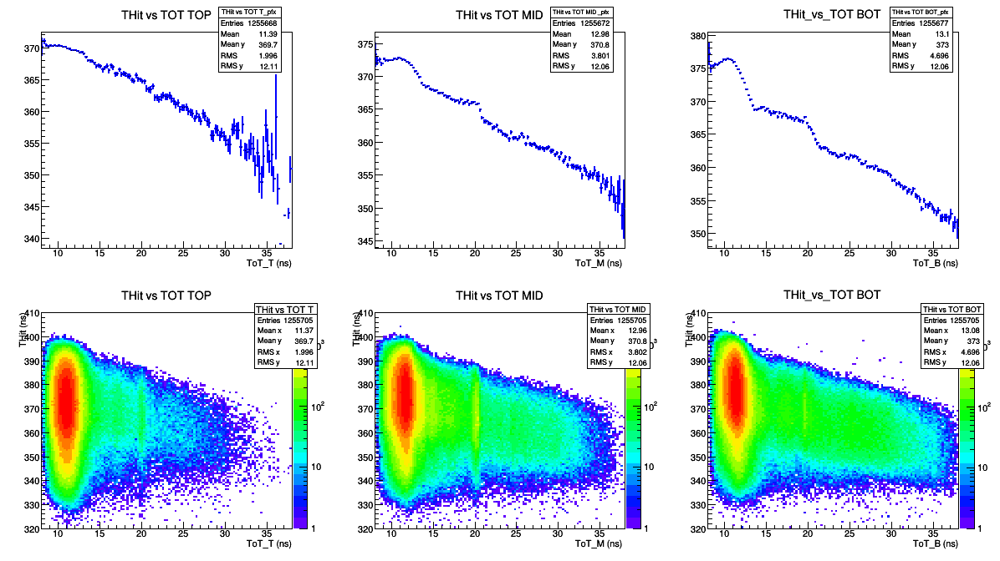 THit vs TOT TOP
THit vs TOT T_pfx
Entries 1255668
Mean 11.39
Mean y 369.7
RMS 1.996
RMS y 12.11
370
365
360
355
350
345
340
10 15 20 25 30 35
ToT_T (ns)
THit vs TOT MID
THit vs TOT MID _pfx
Entries 1255672
Mean 12.98
Mean y 370.8
RMS 3.801
RMS y 12.06
375
370
365
360
355
350
345
10 15 20 25 30 35
ToT_M (ns)
THit_vs_TOT BOT
THit vs TOT BOT_pfx
Entries 1255677
Mean 13.1
Mean y 373
RMS 4.696
RMS y 12.06
380
375
370
365
360
355
350
10 15 20 25 30 35
ToT_B (ns)
THit vs TOT TOP
THit vs TOT T
Entries 1255705
Mean x 11.37
Mean y 369.7
RMS x 1.996
RMS y 12.11
THit (ns)
410
400
390
380
370
360
350
340
330
320
10 15 20 25 30 35
ToT_T (ns)
10²
10
1
THit vs TOT MID
THit vs TOT MID
Entries 1255705
Mean x 12.96
Mean y 370.8
RMS x 3.802
RMS y 12.06
THit (ns)
410
400
390
380
370
360
350
340
330
320
10 15 20 25 30 35
ToT_M (ns)
10²
10
1
THit_vs_TOT BOT
THit vs TOT BOT
Entries 1255705
Mean x 13.08
Mean y 373
RMS x 4.696
RMS y 12.06
THit (ns)
410
400
390
380
370
360
350
340
330
320
10 15 20 25 30 35
ToT_B (ns)
10²
10
1